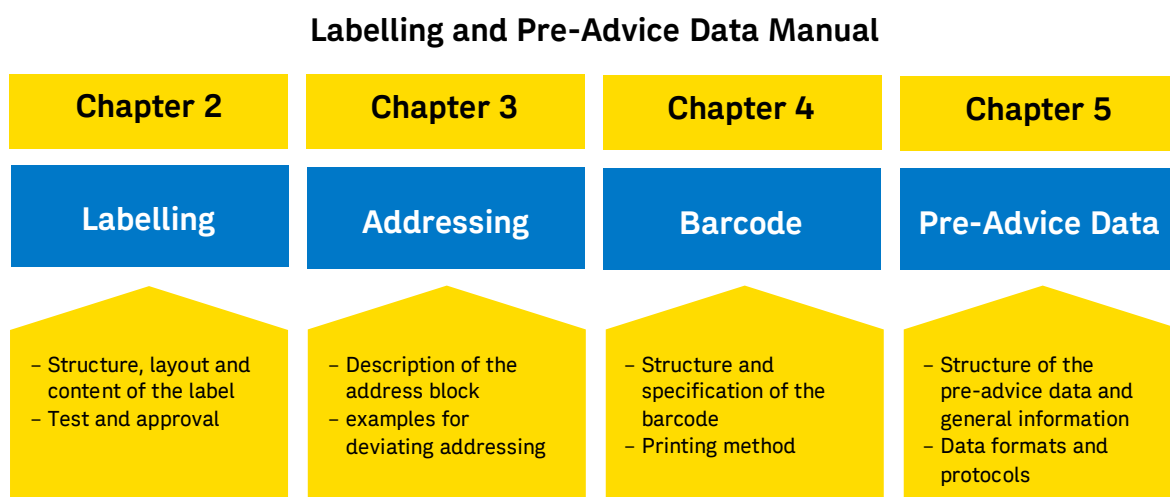 Labelling and Pre-Advice Data Manual
Chapter 2
Chapter 3
Chapter 4
Chapter 5
Labelling
Addressing
Barcode
Pre-Advice Data
– Structure, layout and
content of the label
– Test and approval
– Description of the
address block
– examples for
deviating addressing
– Structure and
specification of the
barcode
– Printing method
– Structure of the
pre-advice data and
general information
– Data formats and
protocols